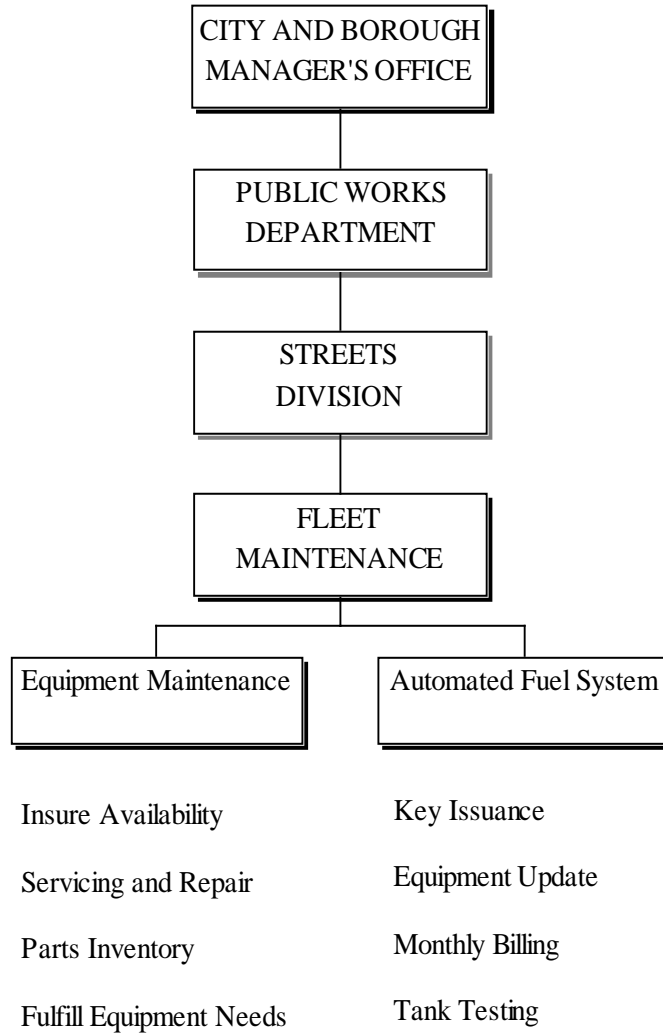 CITY AND BOROUGH
MANAGER'S OFFICE
PUBLIC WORKS
DEPARTMENT
STREETS
DIVISION
FLEET
MAINTENANCE
Equipment Maintenance
Automated Fuel System
Insure Availability
Servicing and Repair
Parts Inventory
Fulfill Equipment Needs
Key Issuance
Equipment Update
Monthly Billing
Tank Testing